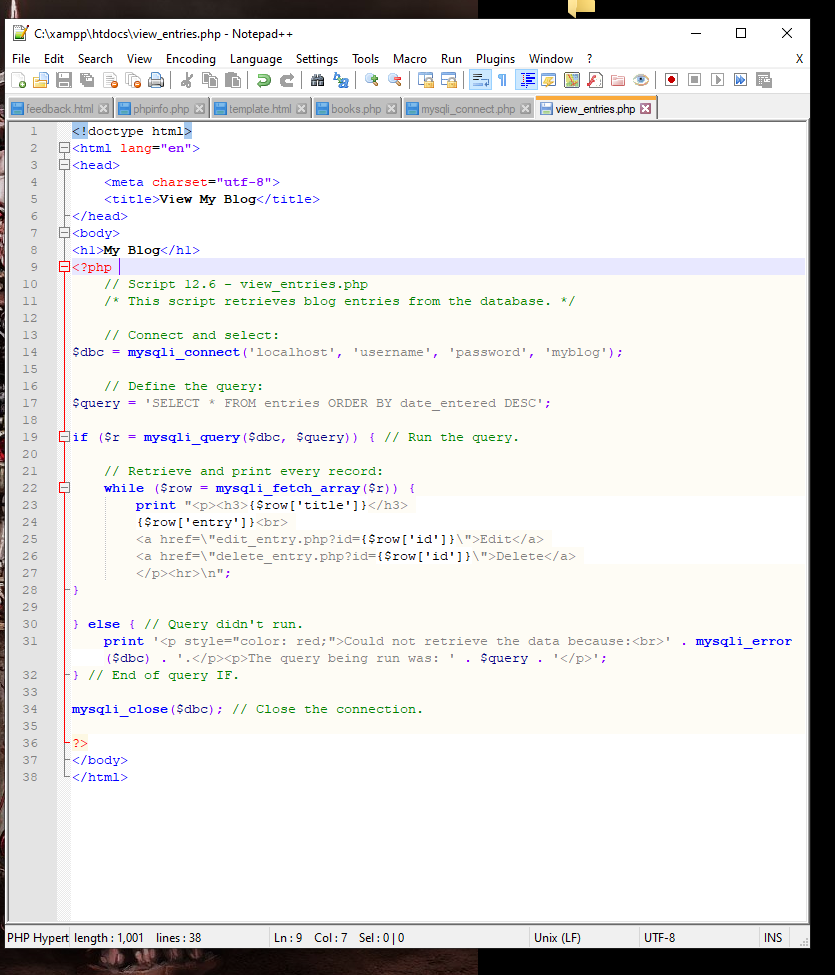 C:\xampp\htdocs\view_entries.php - Notepad++
File Edit Search View Encoding Language Settings Tools Macro Run Plugins Window ? X
feedback.html phpinfo.php template.html books.php mysqli_connect.php view_entries.php
1 <!doctype html>
2 <html lang="en">
3 <head>
4 <meta charset="utf-8">
5 <title>View My Blog</title>
6 </head>
7 <body>
8 <h1>My Blog</h1>
9 <?php
10 // Script 12.6 - view_entries.php
11 /* This script retrieves blog entries from the database. */
12
13 // Connect and select:
14 $dbc = mysqli_connect('localhost', 'username', 'password', 'myblog');
15
16 // Define the query:
17 $query = 'SELECT * FROM entries ORDER BY date_entered DESC';
18
19 if ($r = mysqli_query($dbc, $query)) { // Run the query.
20
21 // Retrieve and print every record:
22 while ($row = mysqli_fetch_array($r)) {
23 print "<p><h3>{$row['title']}</h3>
24 {$row['entry']}<br>
25 <a href=\"edit_entry.php?id={$row['id']}\">Edit</a>
26 <a href=\"delete_entry.php?id={$row['id']}\">Delete</a>
27 </p><hr>\n";
28 }
29
30 } else { // Query didn't run.
31 print '<p style="color: red;">Could not retrieve the data because:<br>' . mysqli_error
($dbc) . '.</p><p>The query being run was: ' . $query . '</p>';
32 } // End of query IF.
33
34 mysqli_close($dbc); // Close the connection.
35
36 ?>
37 </body>
38 </html>
PHP Hypert length : 1,001 lines : 38 Ln : 9 Col : 7 Sel : 0 | 0 Unix (LF) UTF-8 INS